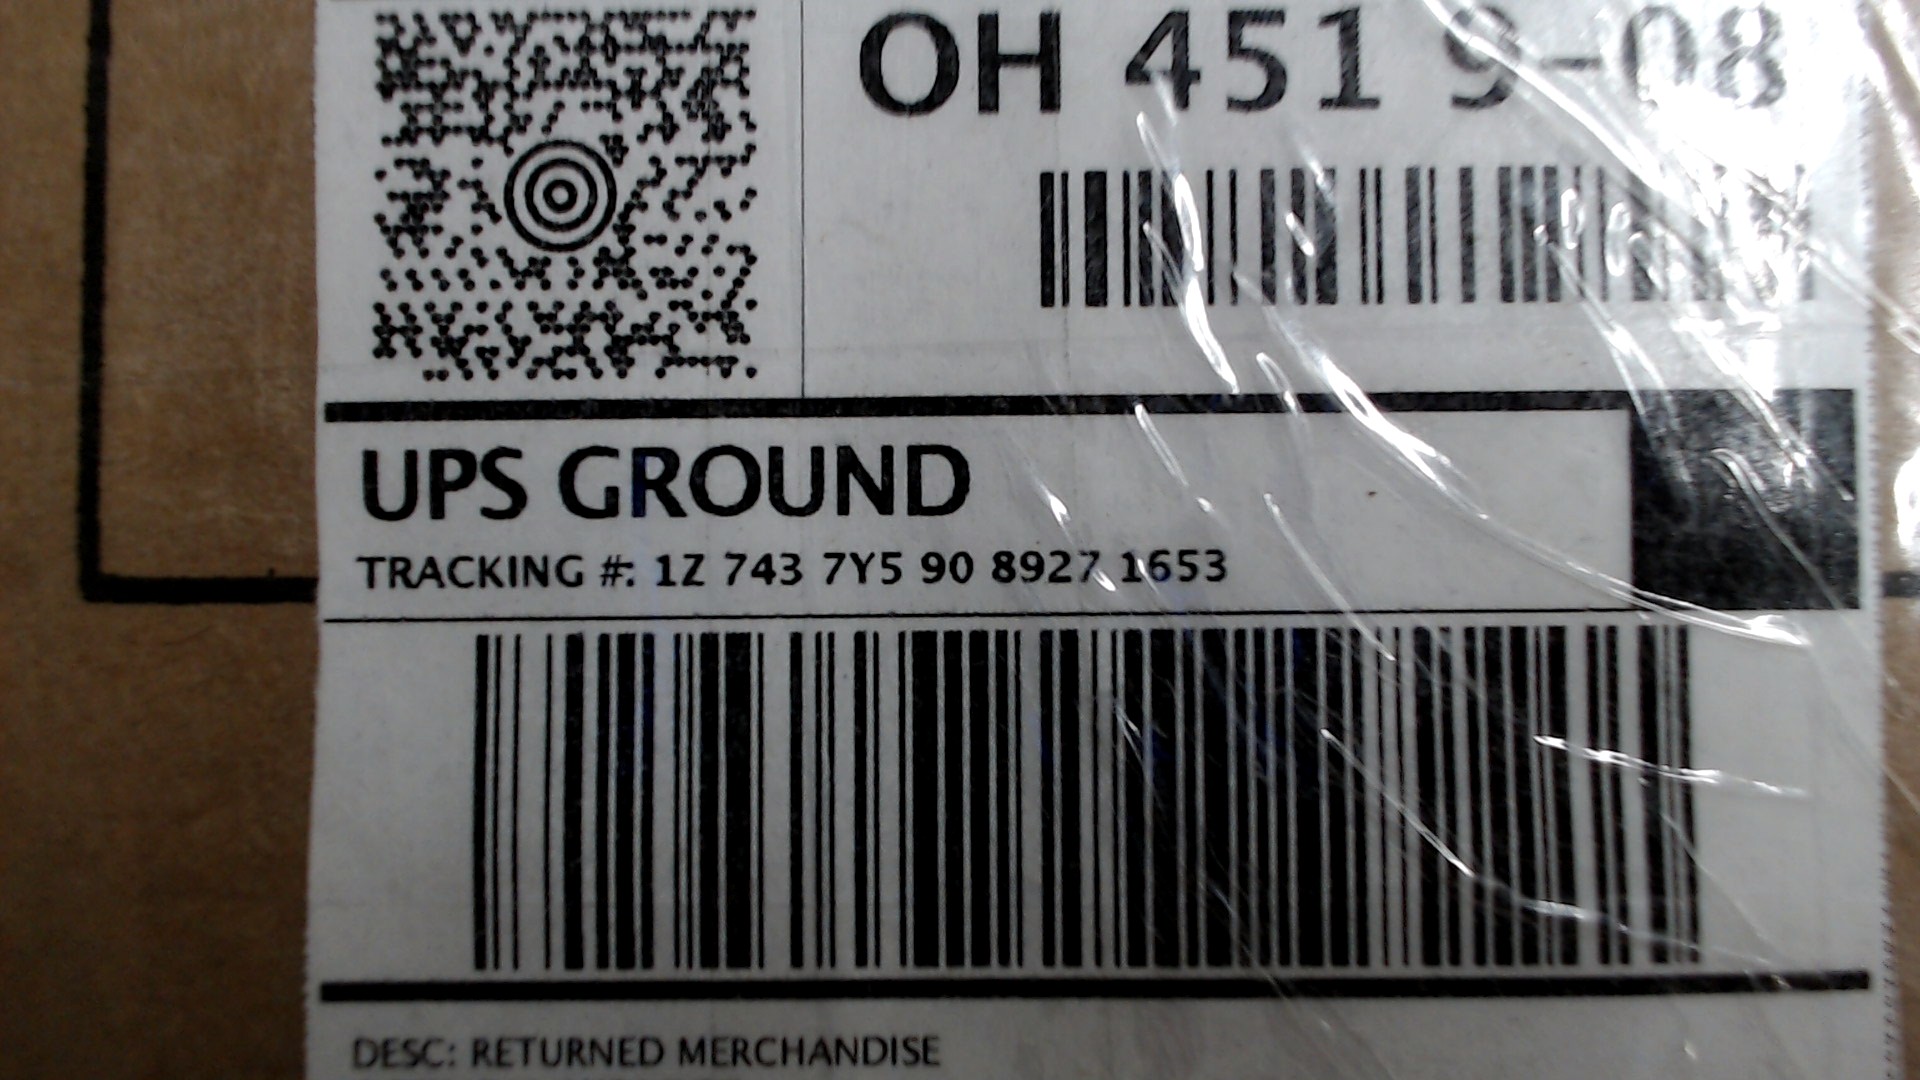 OH 451 9-08
UPS GROUND
TRACKING #: 1Z 743 7Y5 90 8927 1653
DESC: RETURNED MERCHANDISE